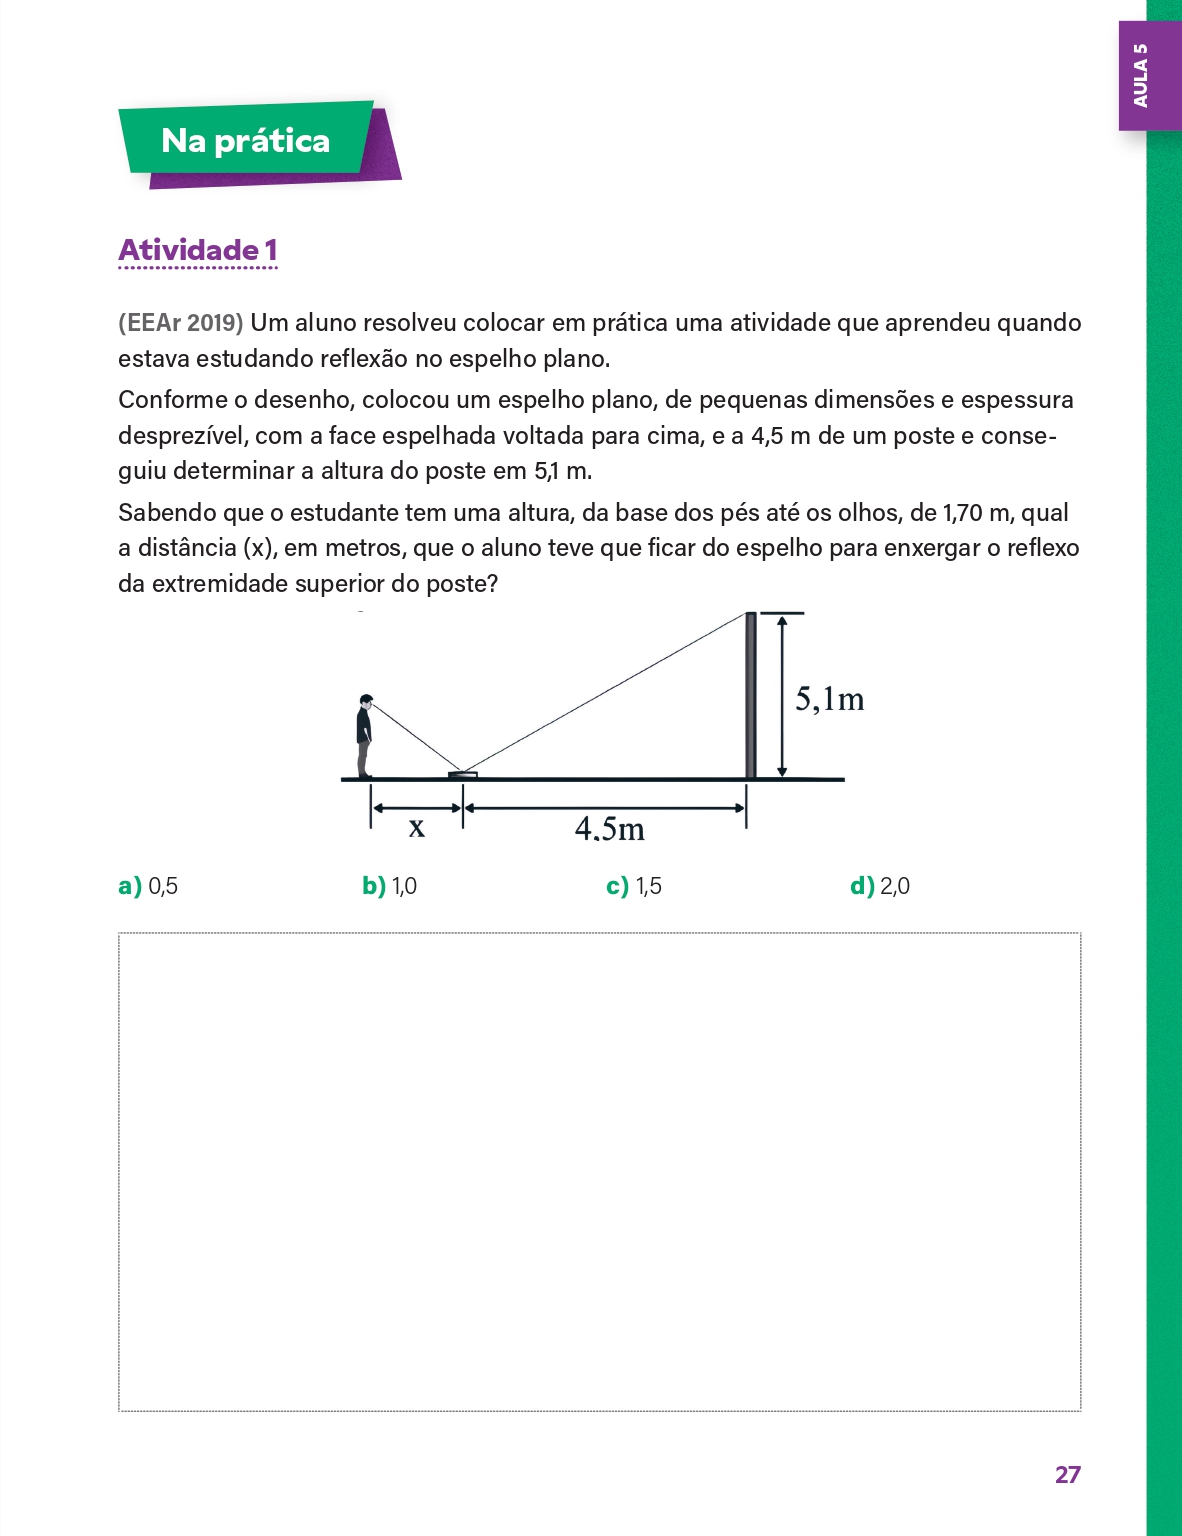 AULA 5
Na prática
Atividade 1
(EEAr 2019) Um aluno resolveu colocar em prática uma atividade que aprendeu quando
estava estudando reflexão no espelho plano.
Conforme o desenho, colocou um espelho plano, de pequenas dimensões e espessura
desprezível, com a face espelhada voltada para cima, e a 4,5 m de um poste e conse-
guiu determinar a altura do poste em 5,1 m.
Sabendo que o estudante tem uma altura, da base dos pés até os olhos, de 1,70 m, qual
a distância (x), em metros, que o aluno teve que ficar do espelho para enxergar o reflexo
da extremidade superior do poste?
5,1m
x
4,5m
a) 0,5
b) 1,0
c) 1,5
d) 2,0
27